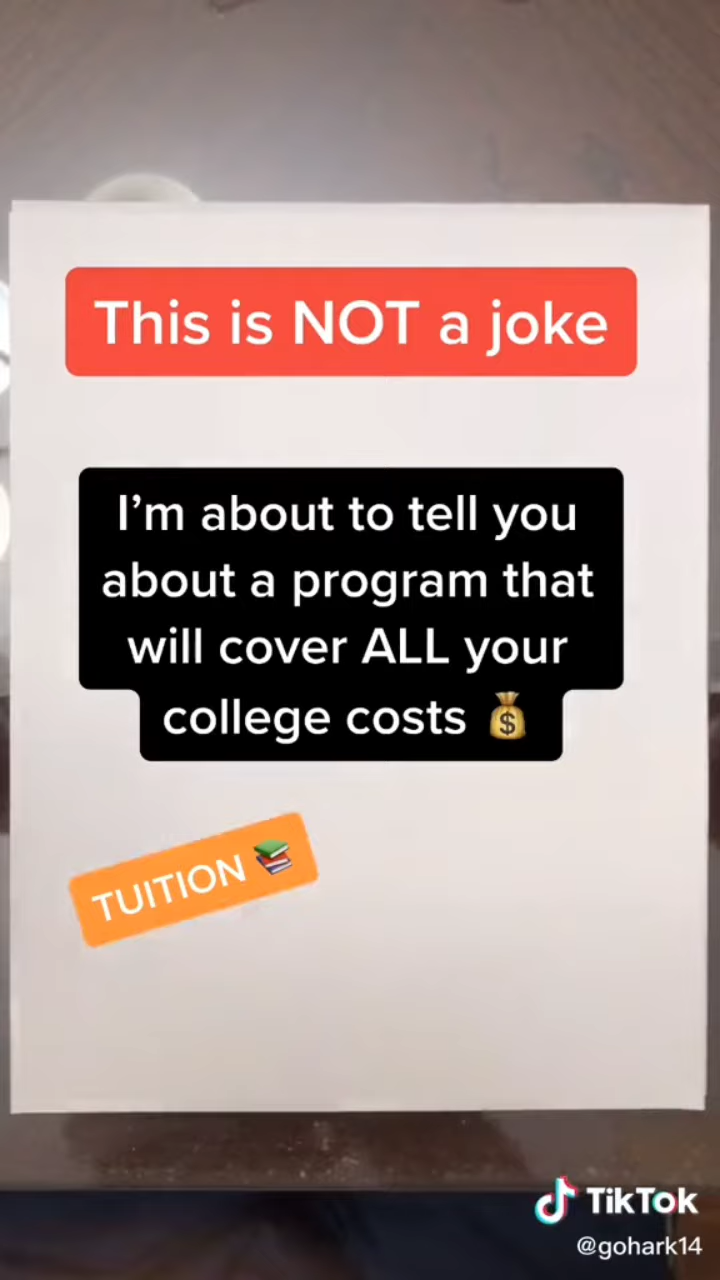 This is NOT a joke
I'm about to tell you
about a program that
will cover ALL your
college costs 💰
TUITION 📚
TikTok
@gohark14